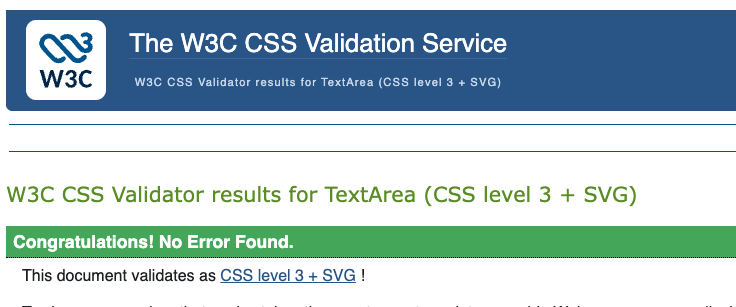 W3C
The W3C CSS Validation Service
W3C CSS Validator results for TextArea (CSS level 3 + SVG)
W3C CSS Validator results for TextArea (CSS level 3 + SVG)
Congratulations! No Error Found.
This document validates as CSS level 3 + SVG !